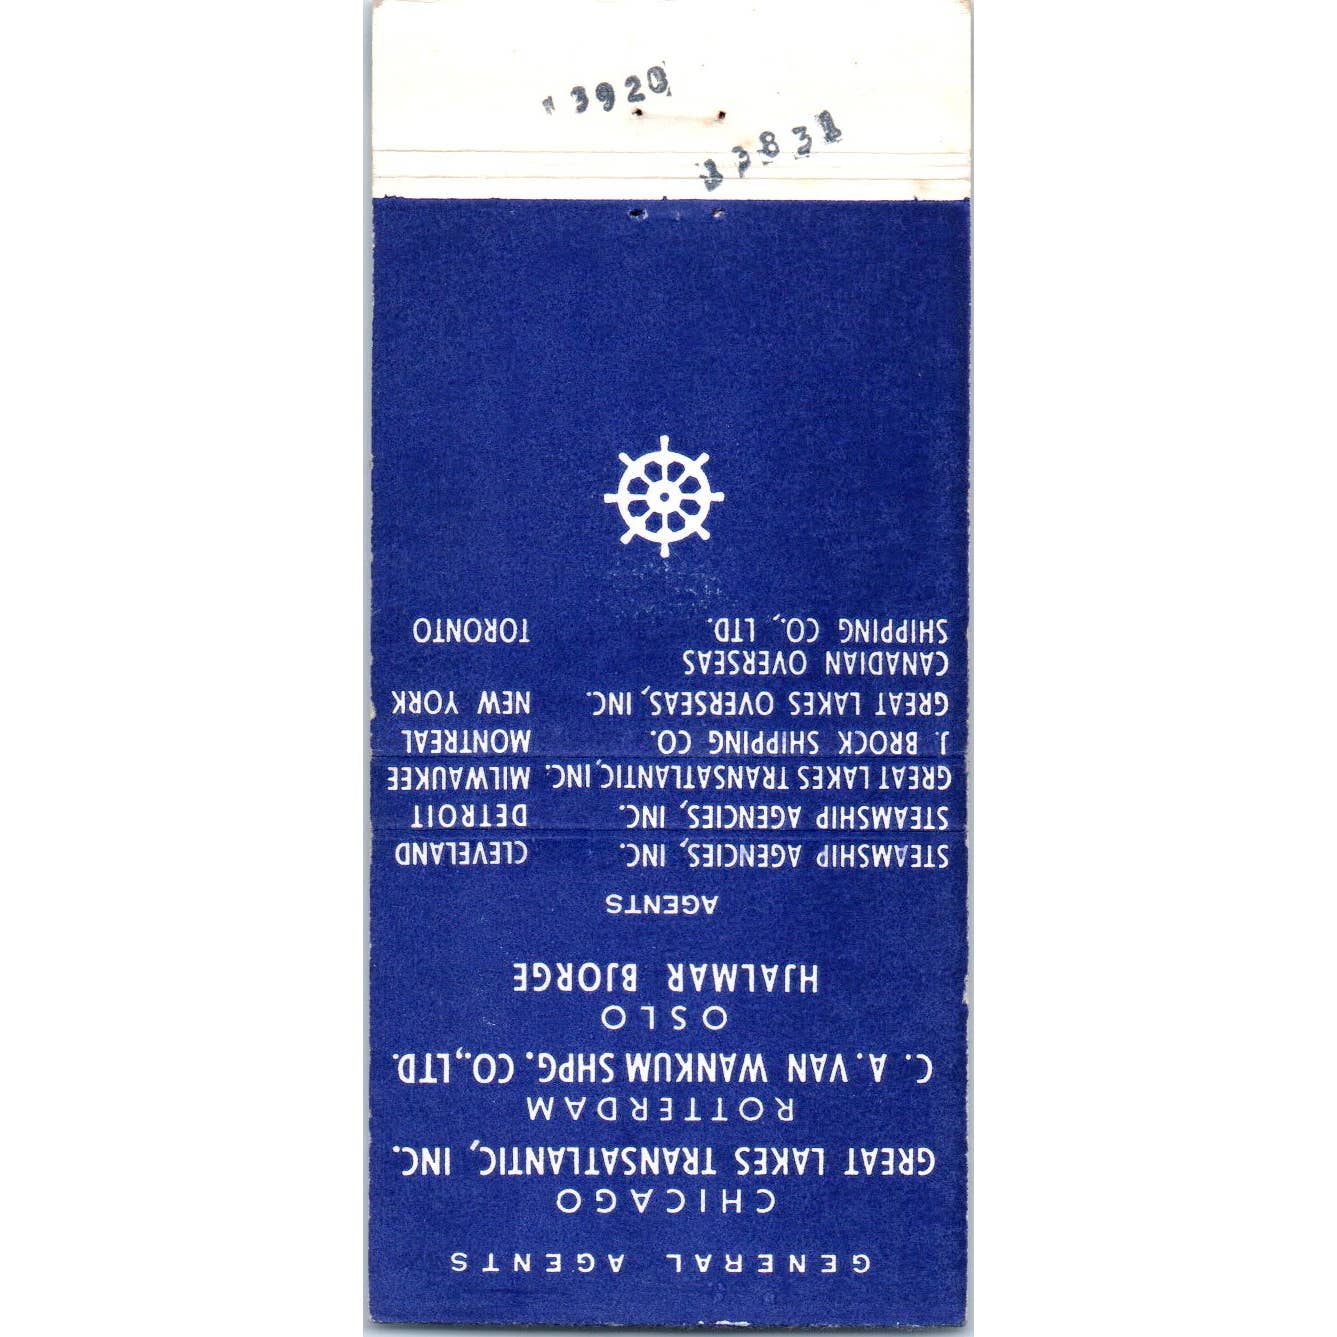 GENERAL AGENTS
CHICAGO
GREAT LAKES TRANSATLANTIC, INC.
ROTTERDAM
C. A. VAN WANKUM SHPG. CO., LTD.
OSLO
HJALMAR BJORGE
AGENTS
STEAMSHIP AGENCIES, INC. CLEVELAND
STEAMSHIP AGENCIES, INC. DETROIT
GREAT LAKES TRANSATLANTIC, INC. MILWAUKEE
J. BROCK SHIPPING CO. MONTREAL
GREAT LAKES OVERSEAS, INC. NEW YORK
CANADIAN OVERSEAS
SHIPPING CO., LTD. TORONTO